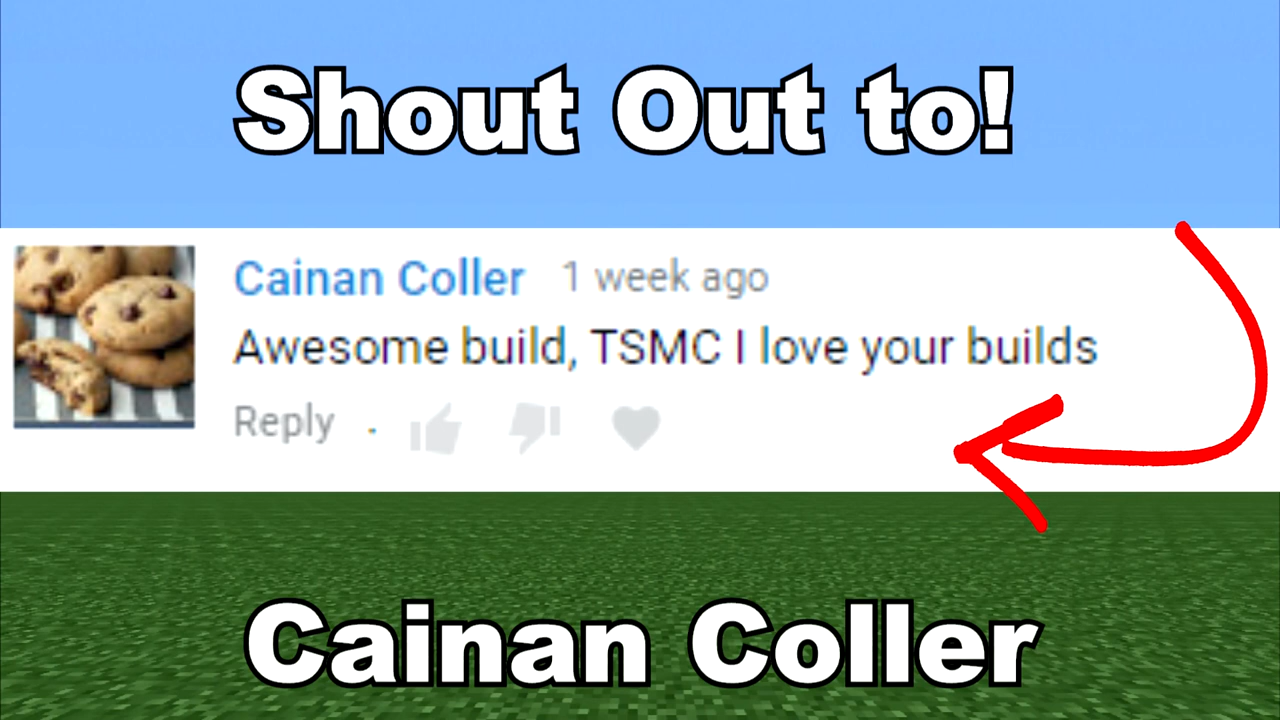 Shout Out to!
Cainan Coller 1 week ago
Awesome build, TSMC I love your builds
Reply
Cainan Coller